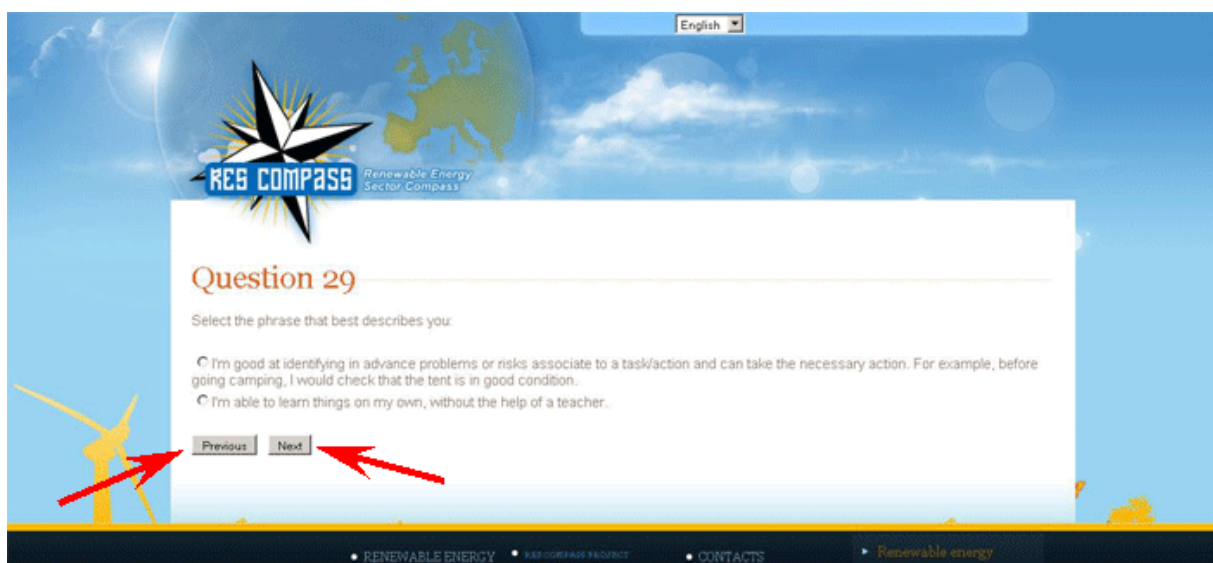 English
RES COMPASS
Renewable Energy
Sector Compass
Question 29
Select the phrase that best describes you:
I'm good at identifying in advance problems or risks associate to a task/action and can take the necessary action. For example, before
going camping, I would check that the tent is in good condition.
I'm able to learn things on my own, without the help of a teacher.
Previous Next
RENEWABLE ENERGY RES COMPASS PROJECT CONTACTS Renewable energy